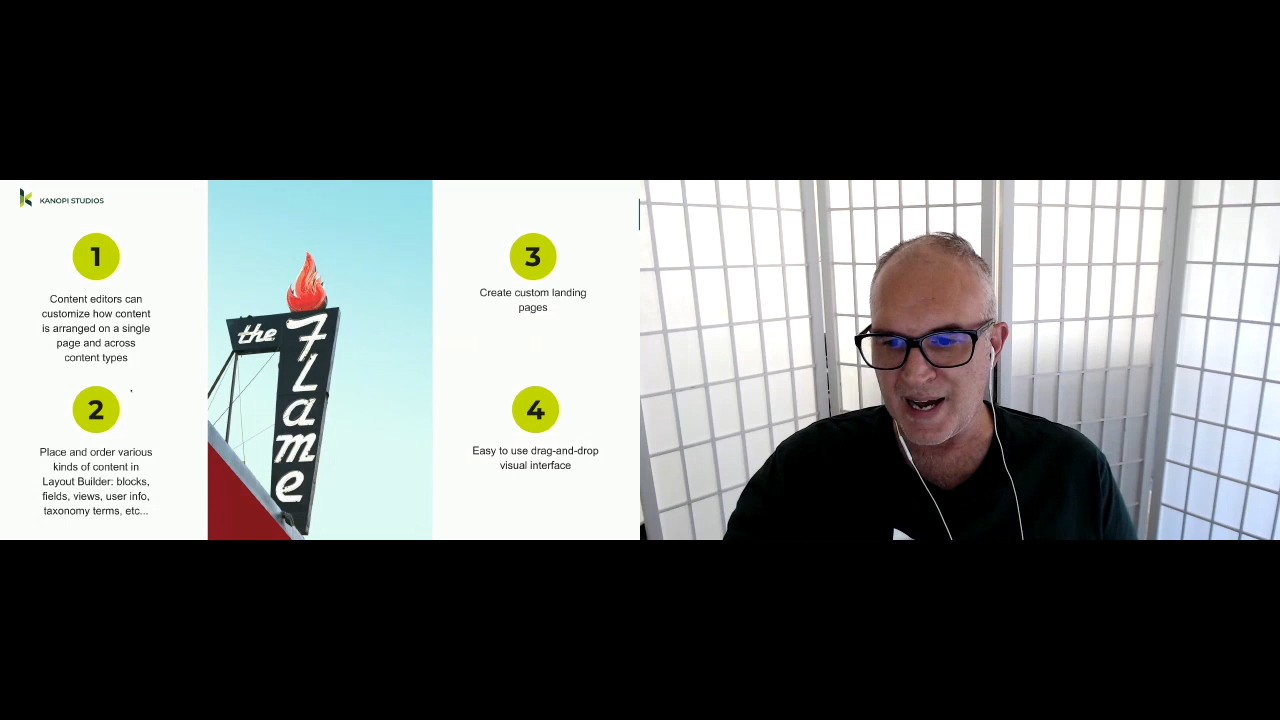 KANOPI STUDIOS
1
Content editors can
customize how content
is arranged on a single
page and across
content types
2
Place and order various
kinds of content in
Layout Builder: blocks,
fields, views, user info,
taxonomy terms, etc...
the
Flame
3
Create custom landing
pages
4
Easy to use drag-and-drop
visual interface